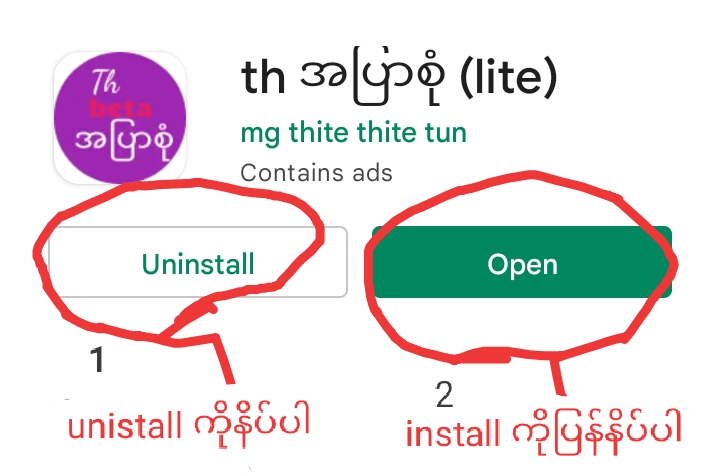 Th
beta
အပြာစုံ
th အပြာစုံ (lite)
mg thite thite tun
Contains ads
Uninstall
Open
1
2
unistall ကိုနိပ်ပါ
install ကိုပြန်နိပ်ပါ